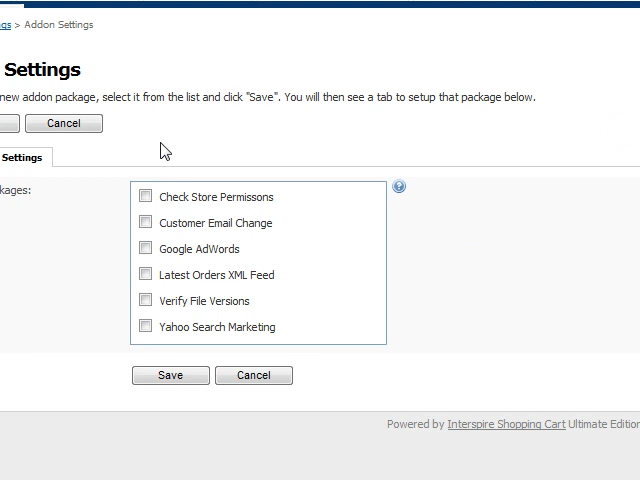 ngs > Addon Settings
Settings
new addon package, select it from the list and click "Save". You will then see a tab to setup that package below.
Cancel
Settings
kages:
Check Store Permissons
Customer Email Change
Google AdWords
Latest Orders XML Feed
Verify File Versions
Yahoo Search Marketing
Save Cancel
Powered by Interspire Shopping Cart Ultimate Edition